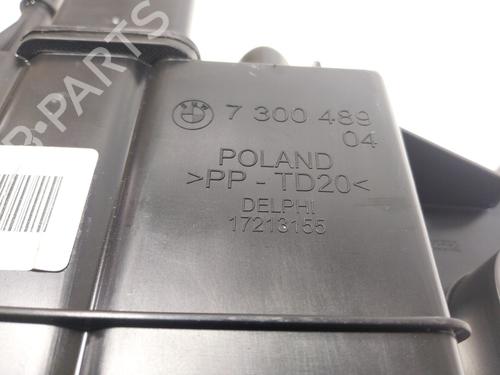 B-PARTS
7 300 489
04
POLAND
>PP - TD20<
DELPHI
17213155